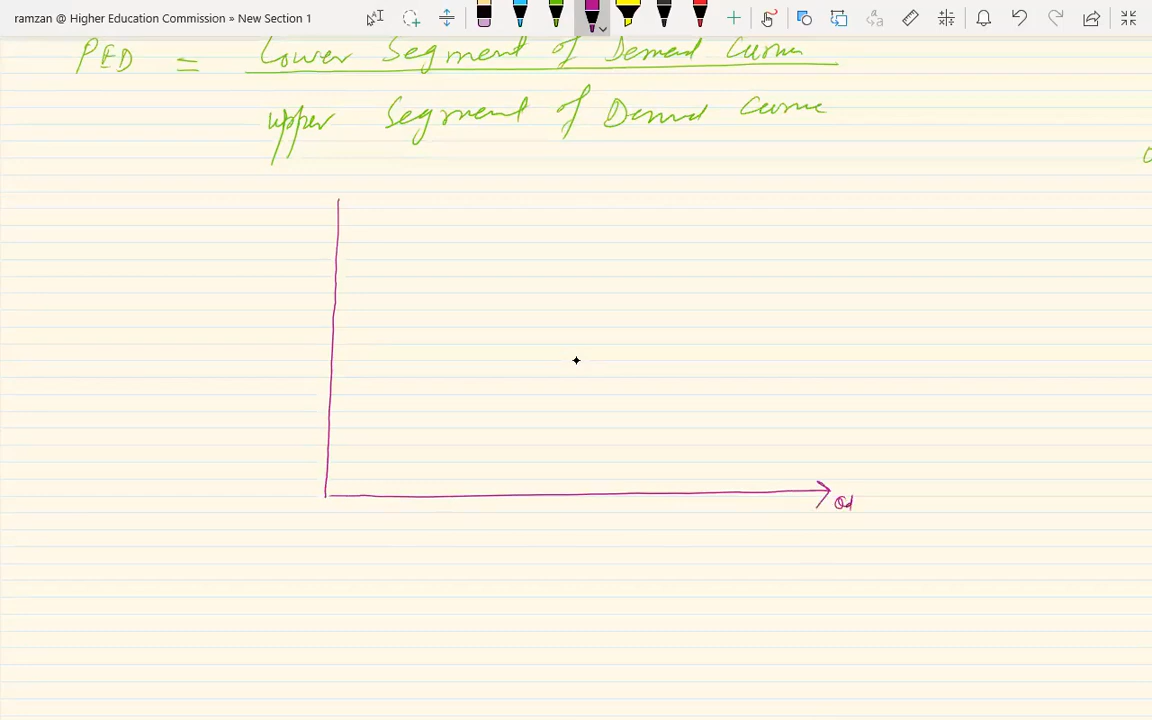 ramzan @ Higher Education Commission » New Section 1
PED = Lower Segment of Demand Curve
upper Segment of Demand Curve
Qd